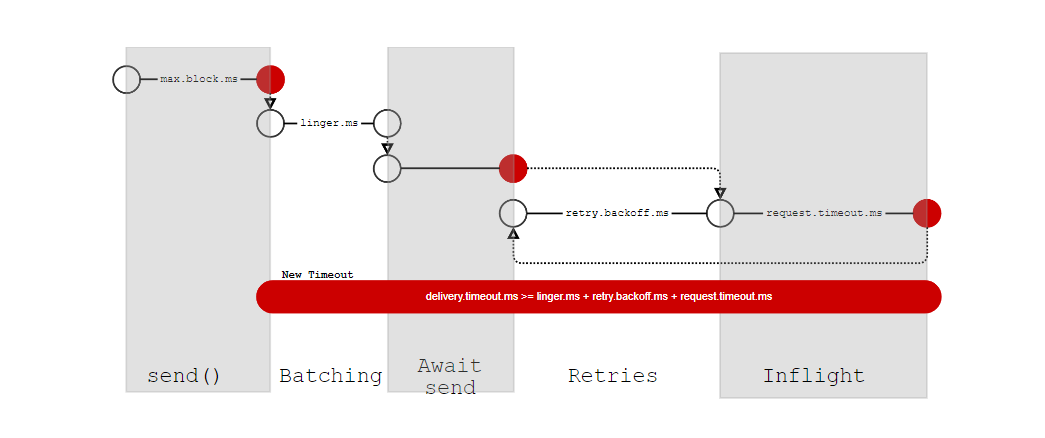 max.block.ms
linger.ms
retry.backoff.ms
request.timeout.ms
New Timeout
delivery.timeout.ms >= linger.ms + retry.backoff.ms + request.timeout.ms
send()
Batching
Await
send
Retries
Inflight